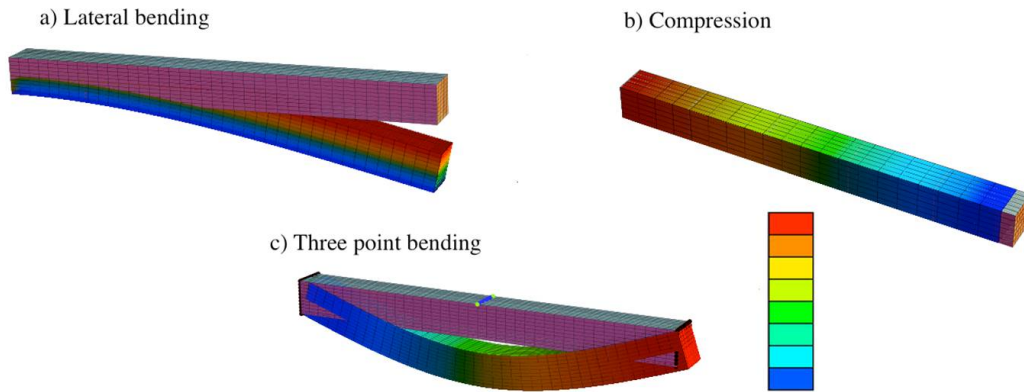 a) Lateral bending
b) Compression
c) Three point bending